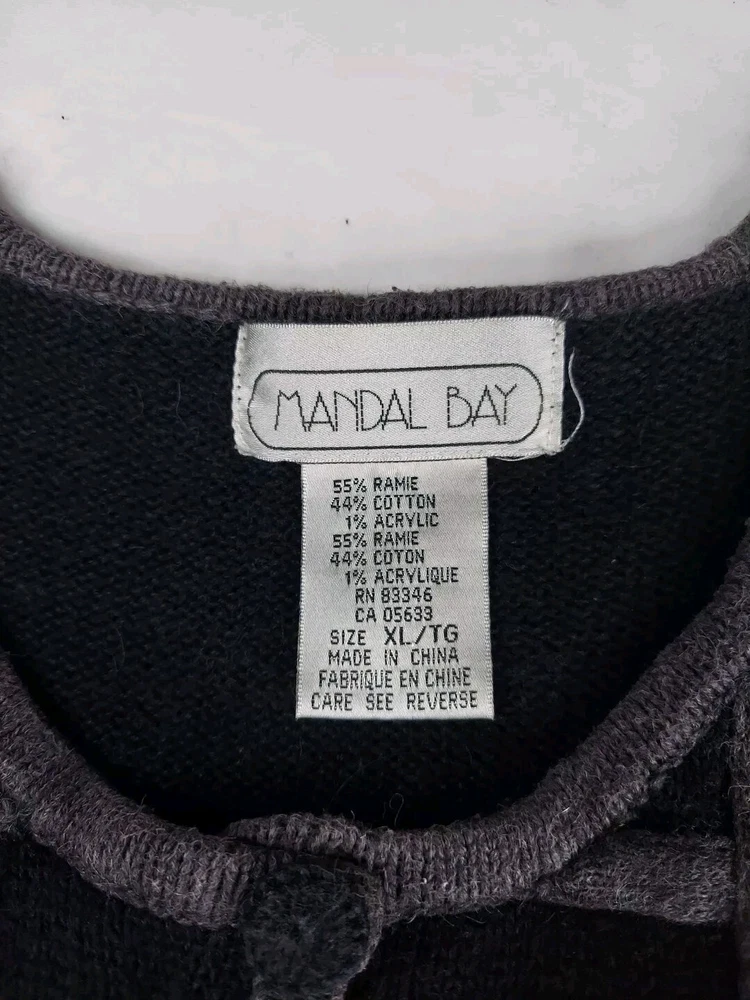 MANDAL BAY
55% RAMIE
44% COTTON
1% ACRYLIC
55% RAMIE
44% COTON
1% ACRYLIQUE
RN 83346
CA 05633
SIZE XL/TG
MADE IN CHINA
FABRIQUE EN CHINE
CARE SEE REVERSE